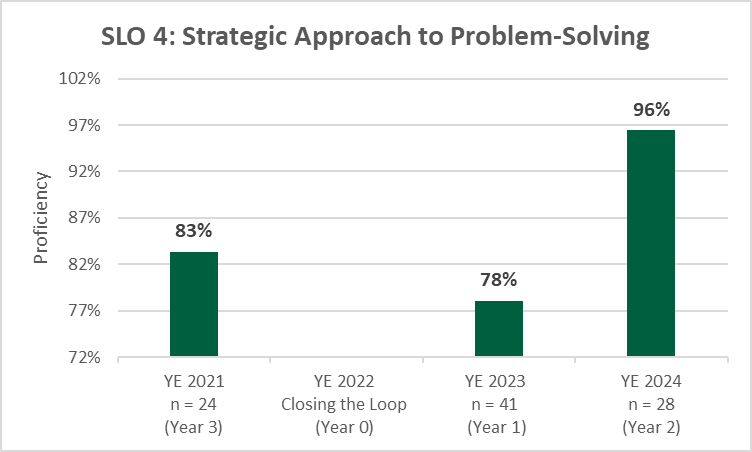 SLO 4: Strategic Approach to Problem-Solving
102%
97%
92%
87%
82%
77%
72%
Proficiency
83%
78%
96%
YE 2021
n = 24
(Year 3)
YE 2022
Closing the Loop
(Year 0)
YE 2023
n = 41
(Year 1)
YE 2024
n = 28
(Year 2)